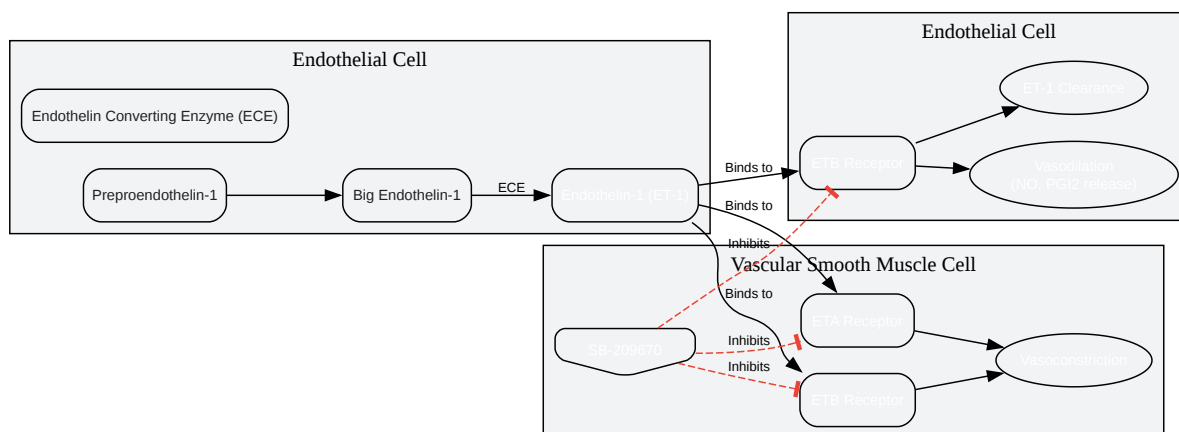 Endothelial Cell
Endothelin Converting Enzyme (ECE)
Preproendothelin-1
Big Endothelin-1
ECE
Endothelin-1 (ET-1)
Endothelial Cell
ET-1 Clearance
Binds to
ETB Receptor
Vasodilation
(NO, PGI2 release)
Binds to
Inhibits
Vascular Smooth Muscle Cell
Binds to
ETA Receptor
SB-209670
Inhibits
Vasoconstriction
Inhibits
ETB Receptor